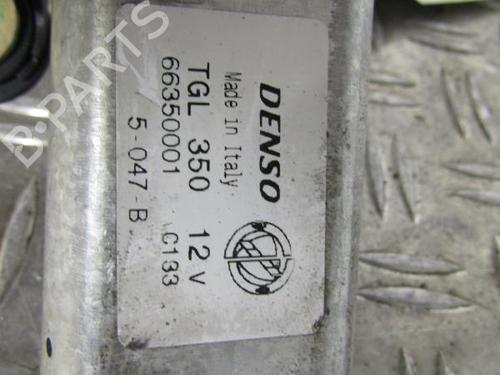 DENSO
Made in Italy
TGL 350 12 V
66350001 C133
5-047-B
B-PARTS